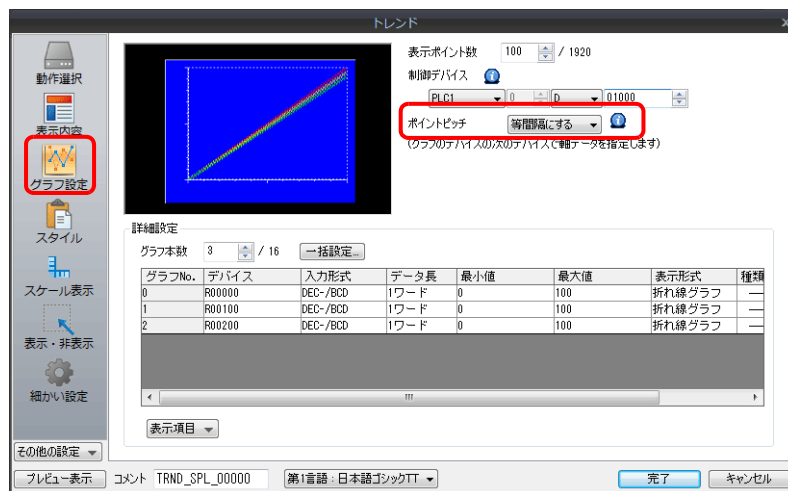 トレンド
動作選択
表示内容
グラフ設定
スタイル
スケール表示
表示・非表示
細かい設定
その他の設定
表示ポイント数 100 / 1920
制御デバイス
PLC1 0 D 01000
ポイントピッチ 等間隔にする
(グラフのデバイスの次のデバイスで軸データを指定します)
詳細設定
グラフ本数 3 / 16 一括設定...
グラフNo. デバイス 入力形式 データ長 最小値 最大値 表示形式 種類
0 R00000 DEC-/BCD 1ワード 0 100 折れ線グラフ
1 R00100 DEC-/BCD 1ワード 0 100 折れ線グラフ
2 R00200 DEC-/BCD 1ワード 0 100 折れ線グラフ
表示項目
プレビュー表示 コメント TRND_SPL_00000 第1言語:日本語ゴシックTT 完了 キャンセル